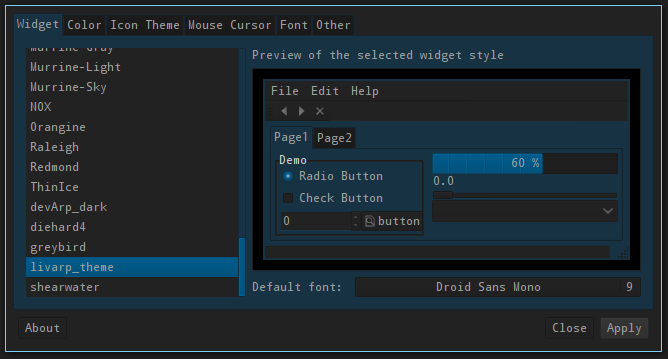 Widget Color Icon Theme Mouse Cursor Font Other
Murrine-Gray
Murrine-Light
Murrine-Sky
NOX
Orangine
Raleigh
Redmond
ThinIce
devArp_dark
diehard4
greybird
livarp_theme
shearwater
Preview of the selected widget style
File Edit Help
Page1 Page2
Demo
Radio Button
Check Button
0 button
60 %
0.0
Default font: Droid Sans Mono 9
About Close Apply